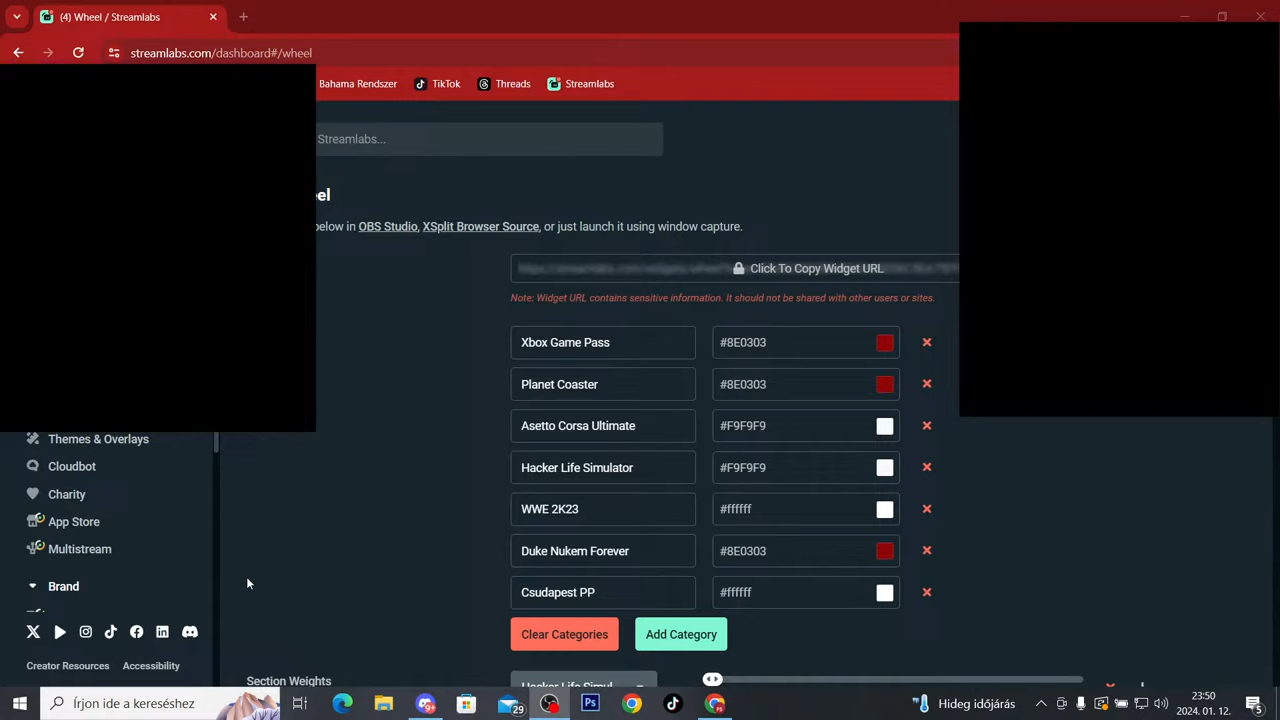 (4) Wheel / Streamlabs
streamlabs.com/dashboard#/wheel
Bahama Rendszer
TikTok
Threads
Streamlabs
Streamlabs...
below in OBS Studio, XSplit Browser Source, or just launch it using window capture.
Click To Copy Widget URL
Note: Widget URL contains sensitive information. It should not be shared with other users or sites.
Xbox Game Pass #8E0303
Planet Coaster #8E0303
Asetto Corsa Ultimate #F9F9F9
Hacker Life Simulator #F9F9F9
WWE 2K23 #ffffff
Duke Nukem Forever #8E0303
Csudapest PP #ffffff
Clear Categories Add Category
Section Weights
Themes & Overlays
Cloudbot
Charity
App Store
Multistream
Brand
Creator Resources Accessibility
Írjon ide a kereséshez
29
Hideg időjárás
23:50
2024. 01. 12.
5